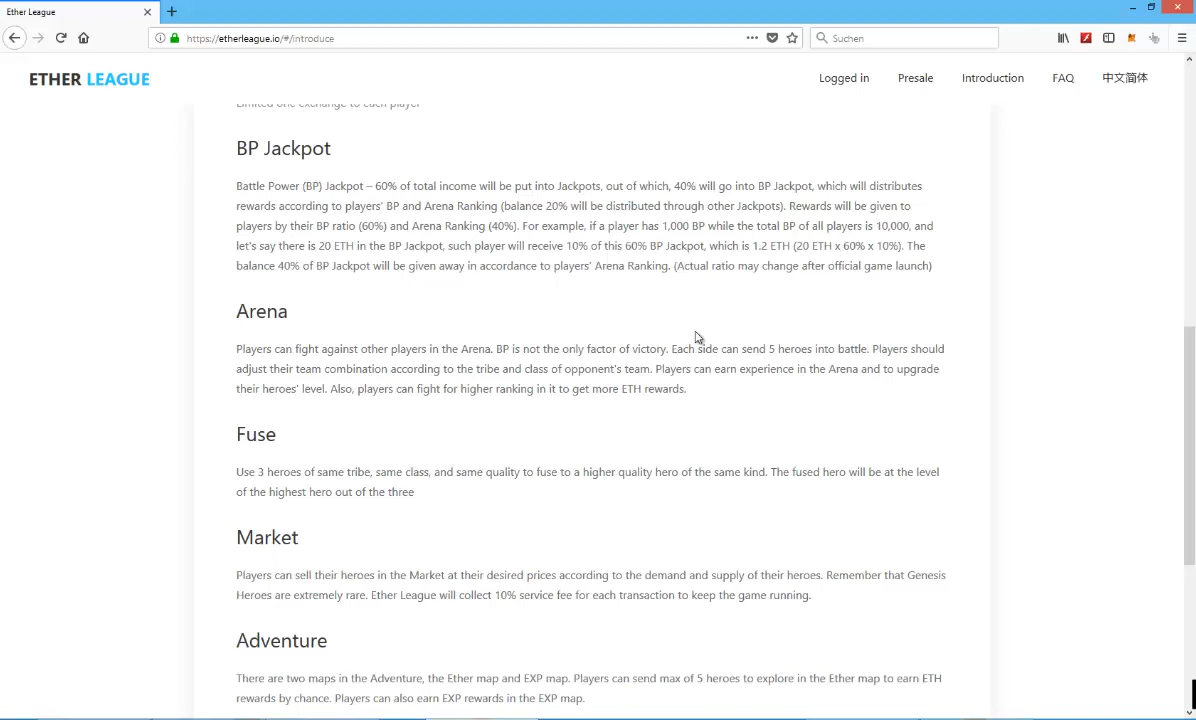 Ether League
https://etherleague.io/#/introduce
Suchen
ETHER LEAGUE
Logged in
Presale
Introduction
FAQ
中文简体
Limited one exchange to each player
BP Jackpot
Battle Power (BP) Jackpot – 60% of total income will be put into Jackpots, out of which, 40% will go into BP Jackpot, which will distributes
rewards according to players' BP and Arena Ranking (balance 20% will be distributed through other Jackpots). Rewards will be given to
players by their BP ratio (60%) and Arena Ranking (40%). For example, if a player has 1,000 BP while the total BP of all players is 10,000, and
let's say there is 20 ETH in the BP Jackpot, such player will receive 10% of this 60% BP Jackpot, which is 1.2 ETH (20 ETH x 60% x 10%). The
balance 40% of BP Jackpot will be given away in accordance to players' Arena Ranking. (Actual ratio may change after official game launch)
Arena
Players can fight against other players in the Arena. BP is not the only factor of victory. Each side can send 5 heroes into battle. Players should
adjust their team combination according to the tribe and class of opponent's team. Players can earn experience in the Arena and to upgrade
their heroes' level. Also, players can fight for higher ranking in it to get more ETH rewards.
Fuse
Use 3 heroes of same tribe, same class, and same quality to fuse to a higher quality hero of the same kind. The fused hero will be at the level
of the highest hero out of the three
Market
Players can sell their heroes in the Market at their desired prices according to the demand and supply of their heroes. Remember that Genesis
Heroes are extremely rare. Ether League will collect 10% service fee for each transaction to keep the game running.
Adventure
There are two maps in the Adventure, the Ether map and EXP map. Players can send max of 5 heroes to explore in the Ether map to earn ETH
rewards by chance. Players can also earn EXP rewards in the EXP map.